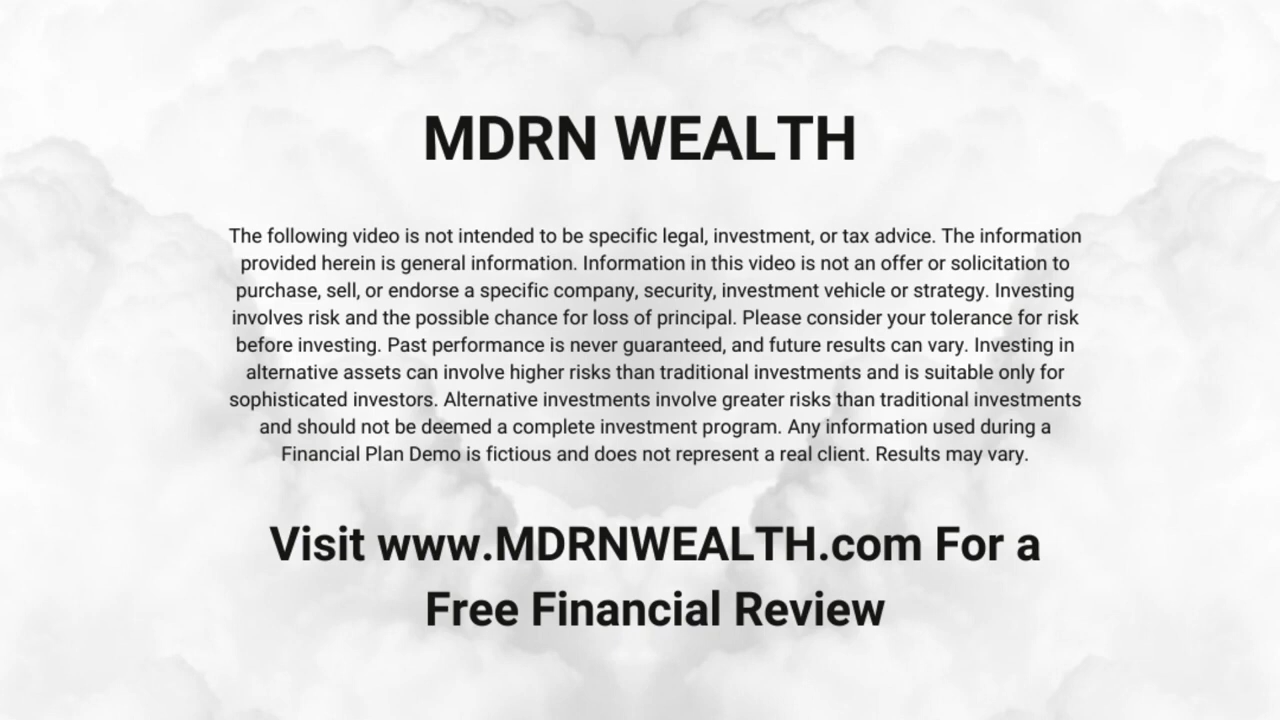 MDRN WEALTH
The following video is not intended to be specific legal, investment, or tax advice. The information
provided herein is general information. Information in this video is not an offer or solicitation to
purchase, sell, or endorse a specific company, security, investment vehicle or strategy. Investing
involves risk and the possible chance for loss of principal. Please consider your tolerance for risk
before investing. Past performance is never guaranteed, and future results can vary. Investing in
alternative assets can involve higher risks than traditional investments and is suitable only for
sophisticated investors. Alternative investments involve greater risks than traditional investments
and should not be deemed a complete investment program. Any information used during a
Financial Plan Demo is fictious and does not represent a real client. Results may vary.
Visit www.MDRNWEALTH.com For a
Free Financial Review